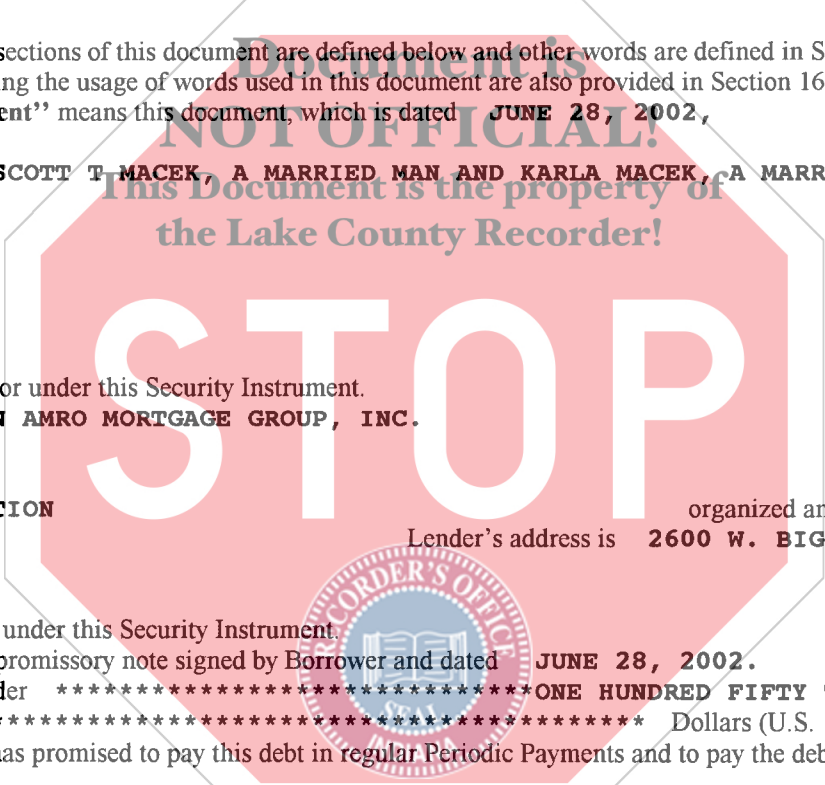 sections of this document are defined below and other words are defined in S
Document is
ing the usage of words used in this document are also provided in Section 16
ent” means this document, which is dated JUNE 28, 2002,
NOT OFFICIAL!
SCOTT T MACEK, A MARRIED MAN AND KARLA MACEK, A MARR
This Document is the property of
the Lake County Recorder!
STOP
or under this Security Instrument.
N AMRO MORTGAGE GROUP, INC.
TION
organized an
Lender's address is 2600 W. BIG
RECORDER'S OFFICE
under this Security Instrument.
promissory note signed by Borrower and dated JUNE 28, 2002.
der ******************************ONE HUNDRED FIFTY
SEAL
***************************************** Dollars (U.S.
INDIANA
has promised to pay this debt in regular Periodic Payments and to pay the deb